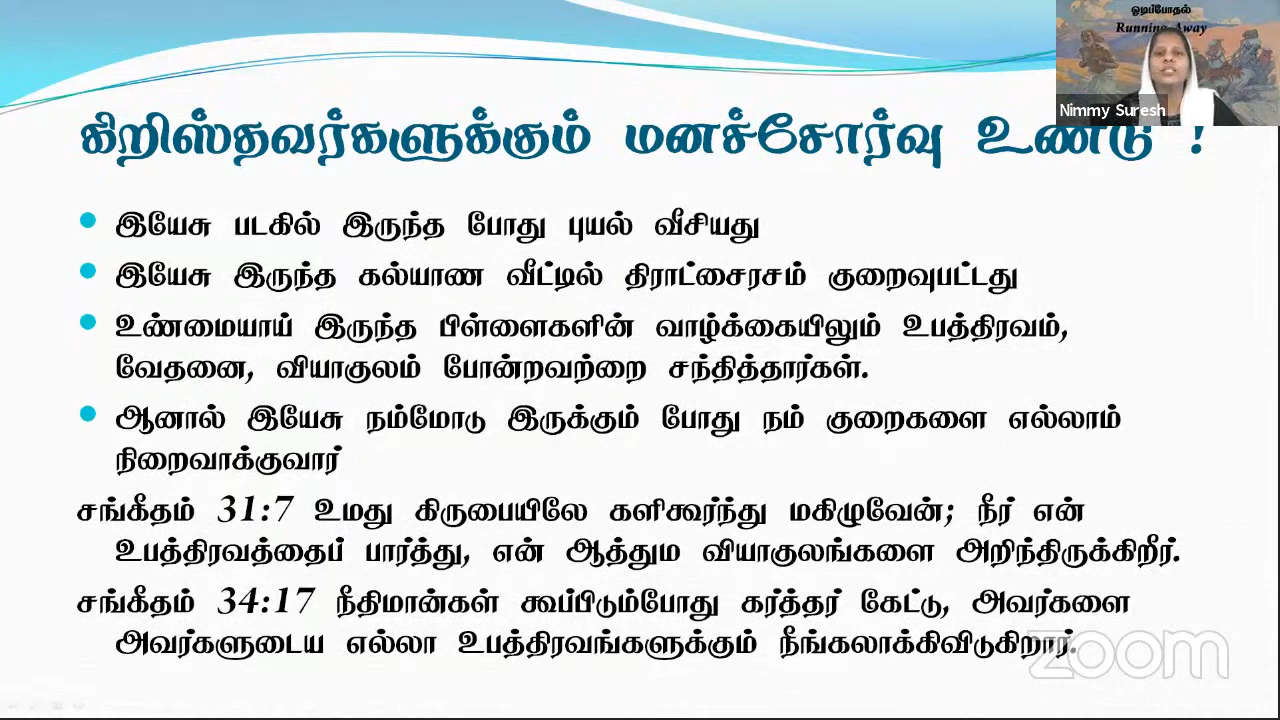 ஓடிப்போதல்
Running Away
Nimmy Suresh
கிறிஸ்தவர்களுக்கும் மனச்சோர்வு உண்டு !
இயேசு படகில் இருந்த போது புயல் வீசியது
இயேசு இருந்த கல்யாண வீட்டில் திராட்சைரசம் குறைவுபட்டது
உண்மையாய் இருந்த பிள்ளைகளின் வாழ்க்கையிலும் உபத்திரவம்,
வேதனை, வியாகுலம் போன்றவற்றை சந்தித்தார்கள்.
ஆனால் இயேசு நம்மோடு இருக்கும் போது நம் குறைகளை எல்லாம்
நிறைவாக்குவார்
சங்கீதம் 31:7 உமது கிருபையிலே களிகூர்ந்து மகிழுவேன்; நீர் என்
உபத்திரவத்தைப் பார்த்து, என் ஆத்தும வியாகுலங்களை அறிந்திருக்கிறீர்.
சங்கீதம் 34:17 நீதிமான்கள் கூப்பிடும்போது கர்த்தர் கேட்டு, அவர்களை
அவர்களுடைய எல்லா உபத்திரவங்களுக்கும் நீங்கலாக்கிவிடுகிறார்.
zoom